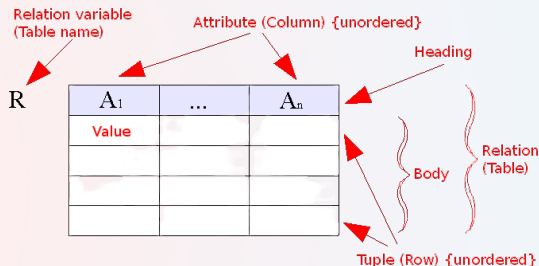 Relation variable
(Table name)
Attribute (Column) {unordered}
Heading
R
A1 ... An
Value
Body
Relation
(Table)
Tuple (Row) {unordered}